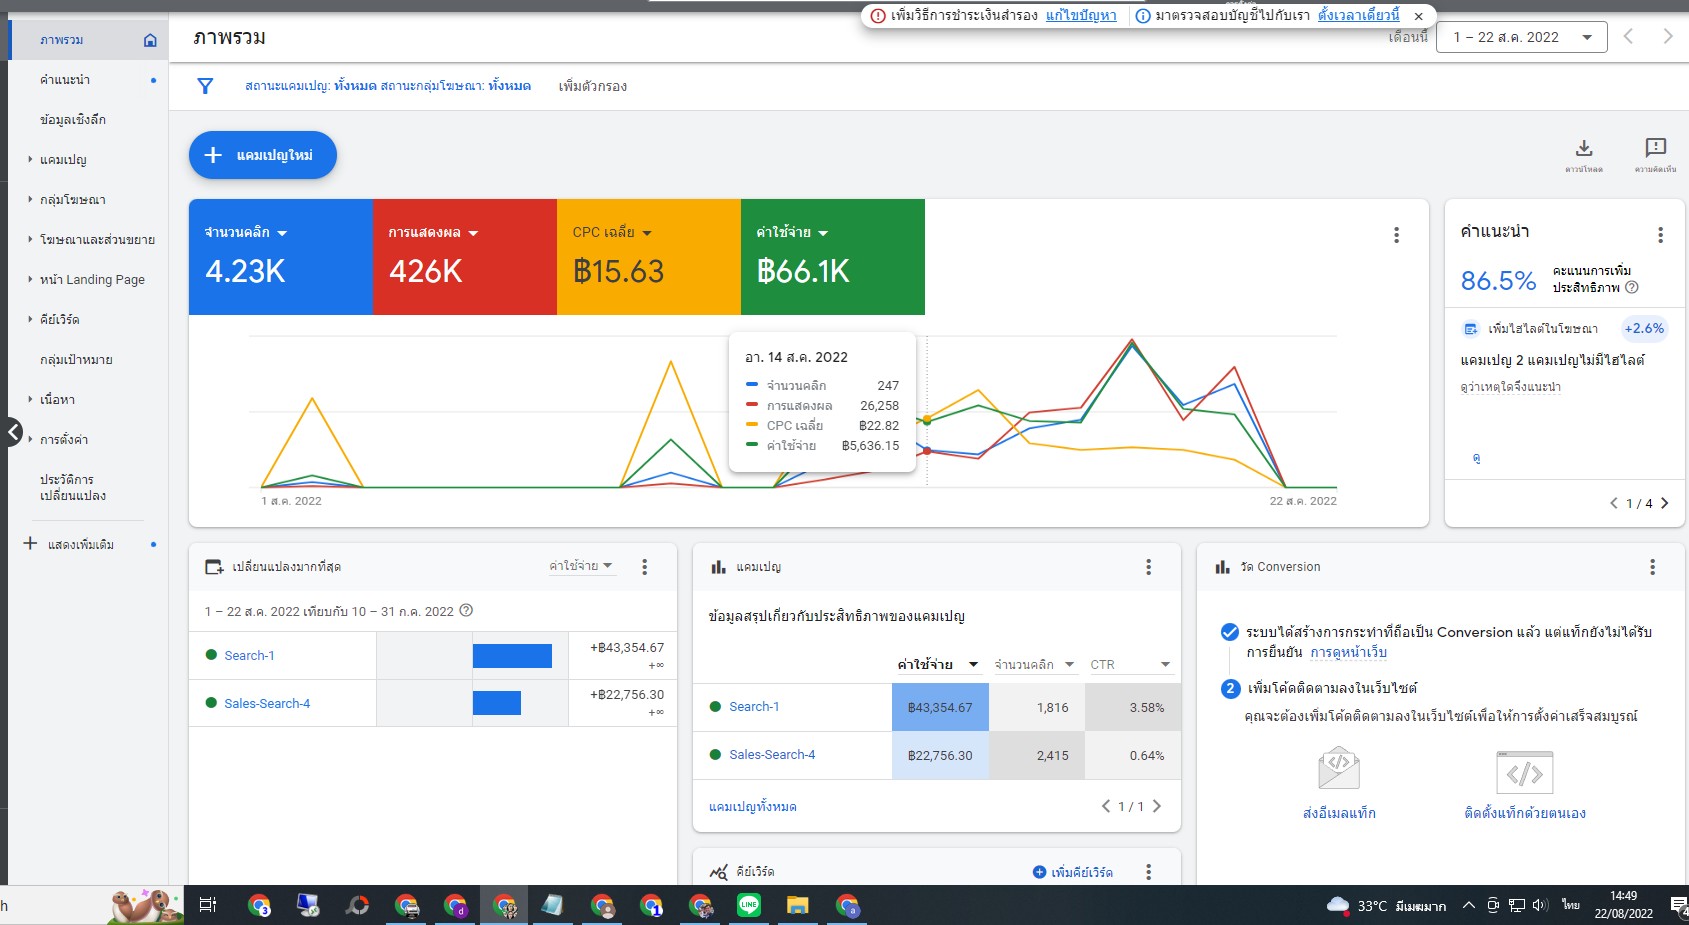 เพิ่มวิธีการชำระเงินสำรอง แก้ไขปัญหา
มาตรวจสอบบัญชีไปกับเรา ตั้งเวลาเดี๋ยวนี้
ภาพรวม
เดือนนี้
1 – 22 ส.ค. 2022
ภาพรวม
คำแนะนำ
ข้อมูลเชิงลึก
แคมเปญ
กลุ่มโฆษณา
โฆษณาและส่วนขยาย
หน้า Landing Page
คีย์เวิร์ด
กลุ่มเป้าหมาย
เนื้อหา
การตั้งค่า
ประวัติการ
เปลี่ยนแปลง
แสดงเพิ่มเติม
สถานะแคมเปญ: ทั้งหมด สถานะกลุ่มโฆษณา: ทั้งหมด
เพิ่มตัวกรอง
แคมเปญใหม่
ดาวน์โหลด
ความคิดเห็น
จำนวนคลิก
4.23K
การแสดงผล
426K
CPC เฉลี่ย
฿15.63
ค่าใช้จ่าย
฿66.1K
อา. 14 ส.ค. 2022
จำนวนคลิก 247
การแสดงผล 26,258
CPC เฉลี่ย ฿22.82
ค่าใช้จ่าย ฿5,636.15
1 ส.ค. 2022
22 ส.ค. 2022
คำแนะนำ
86.5%
คะแนนการเพิ่ม
ประสิทธิภาพ
เพิ่มไฮไลต์ในโฆษณา
+2.6%
แคมเปญ 2 แคมเปญไม่มีไฮไลต์
ดูว่าเหตุใดจึงแนะนำ
ดู
1 / 4
เปลี่ยนแปลงมากที่สุด
ค่าใช้จ่าย
1 – 22 ส.ค. 2022 เทียบกับ 10 – 31 ก.ค. 2022
Search-1
+฿43,354.67
+∞
Sales-Search-4
+฿22,756.30
+∞
แคมเปญ
ข้อมูลสรุปเกี่ยวกับประสิทธิภาพของแคมเปญ
ค่าใช้จ่าย จำนวนคลิก CTR
Search-1 ฿43,354.67 1,816 3.58%
Sales-Search-4 ฿22,756.30 2,415 0.64%
แคมเปญทั้งหมด
1 / 1
คีย์เวิร์ด
เพิ่มคีย์เวิร์ด
วัด Conversion
ระบบได้สร้างการกระทำที่ถือเป็น Conversion แล้ว แต่แท็กยังไม่ได้รับ
การยืนยัน การดูหน้าเว็บ
2 เพิ่มโค้ดติดตามลงในเว็บไซต์
คุณจะต้องเพิ่มโค้ดติดตามลงในเว็บไซต์เพื่อให้การตั้งค่าเสร็จสมบูรณ์
ส่งอีเมลแท็ก
ติดตั้งแท็กด้วยตนเอง
h
3
d
1
LINE
a
33°C มีเมฆมาก
ไทย
14:49
22/08/2022
4